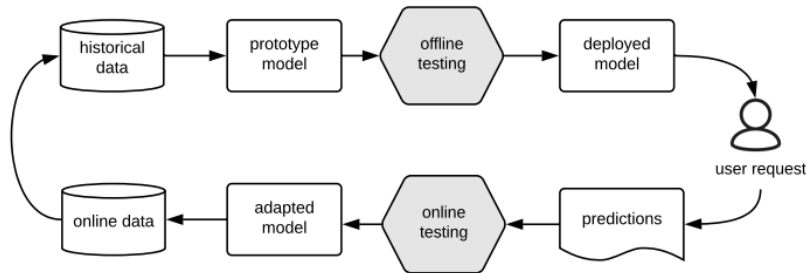 historical
data
prototype
model
offline
testing
deployed
model
user request
predictions
online
testing
adapted
model
online data